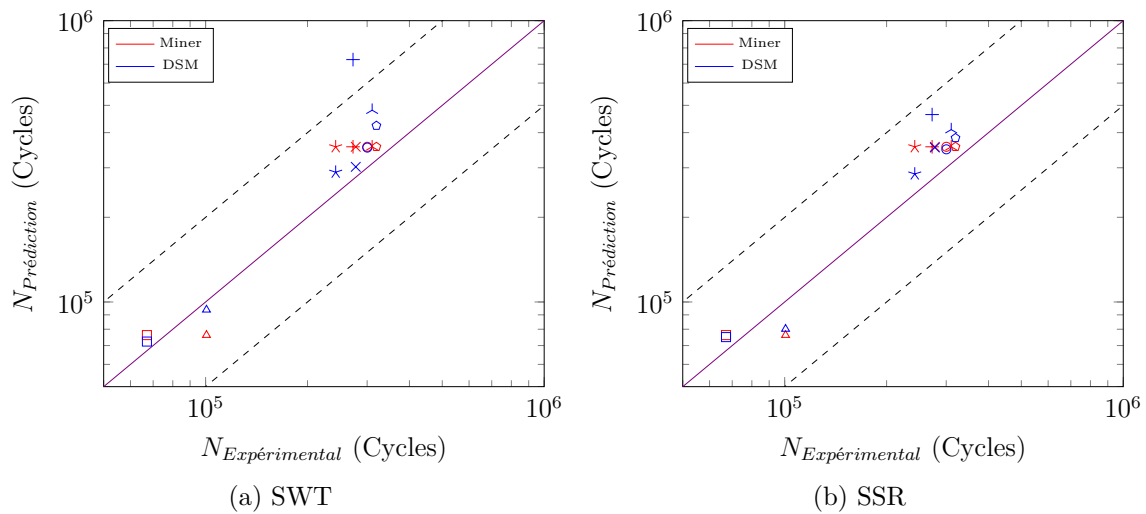 10^6
Miner
DSM
N_Prédiction (Cycles)
10^5
10^5
10^6
N_Expérimental (Cycles)
(a) SWT
10^6
Miner
DSM
N_Prédiction (Cycles)
10^5
10^5
10^6
N_Expérimental (Cycles)
(b) SSR